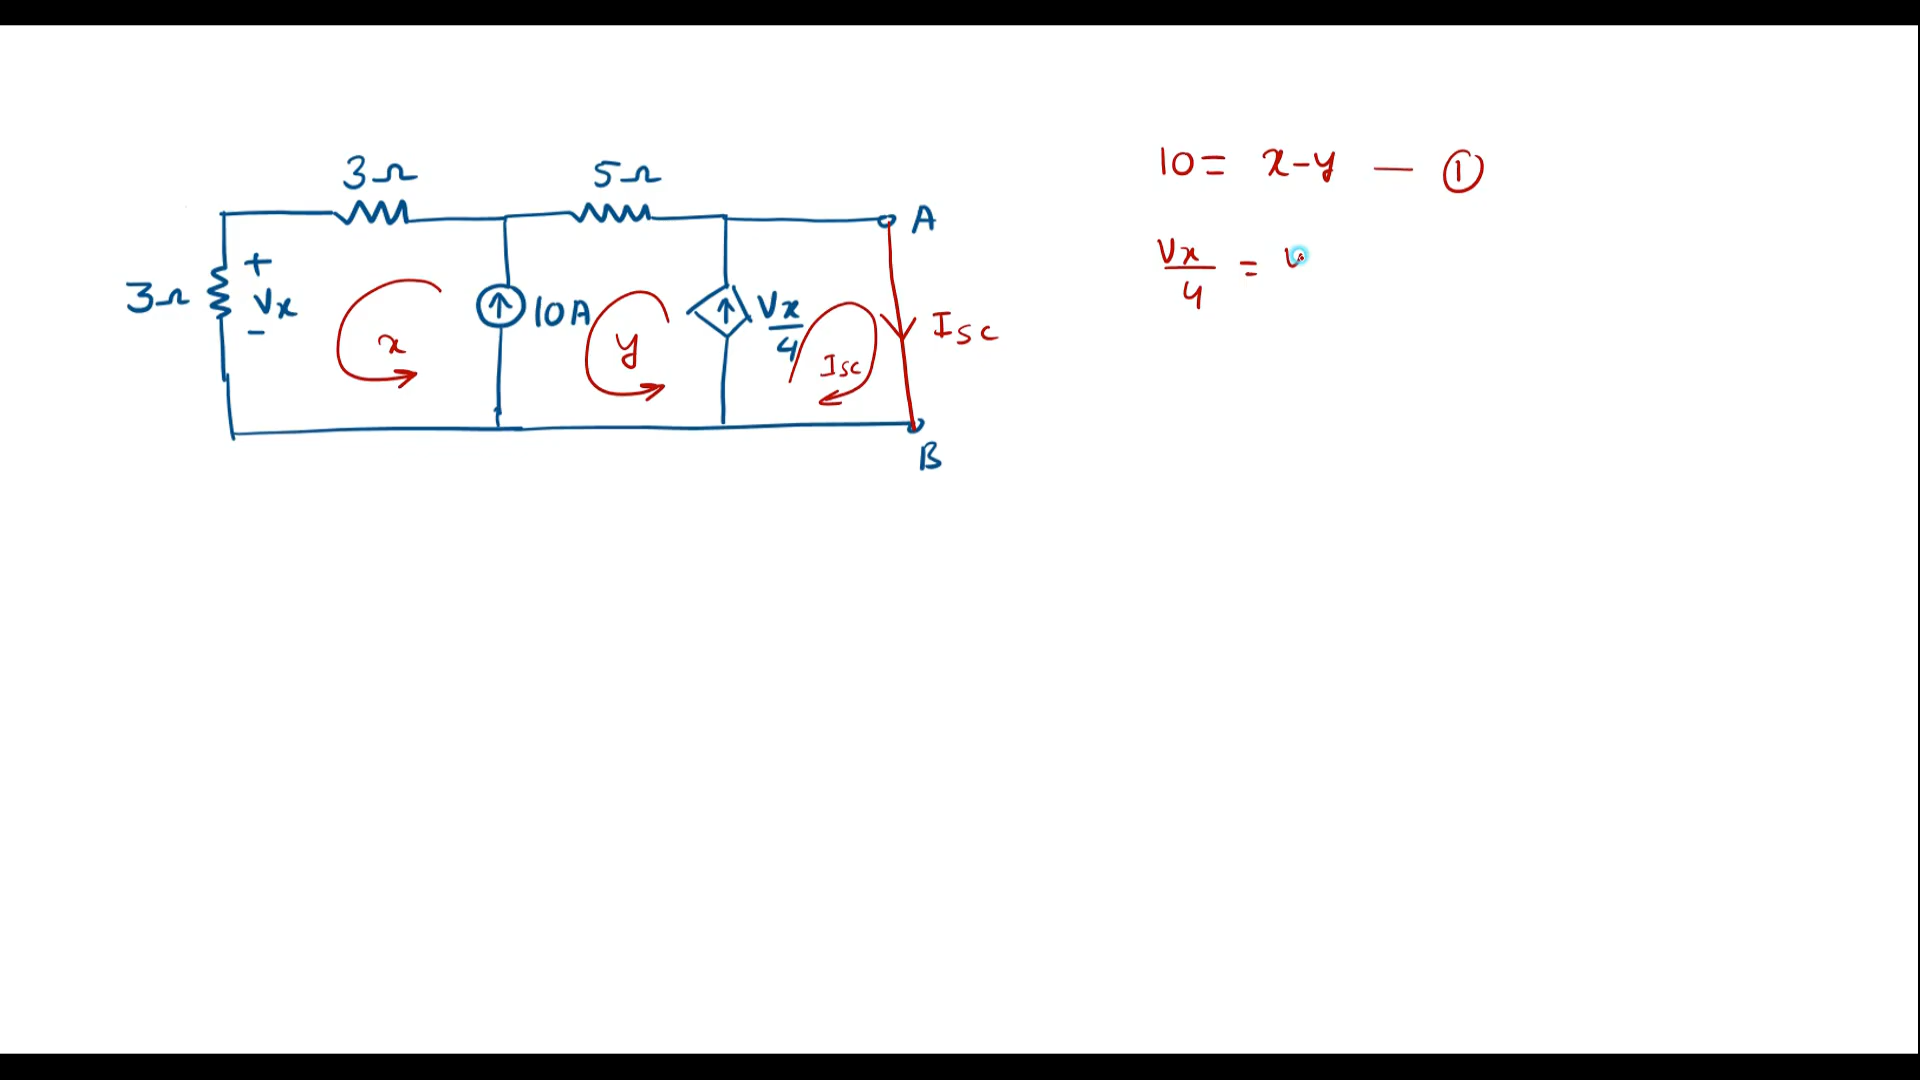 3Ω
5Ω
A
3Ω
+
Vx
-
x
10A
y
Vx/4
Isc
Isc
B
10 = x-y — ①
Vx/4 =